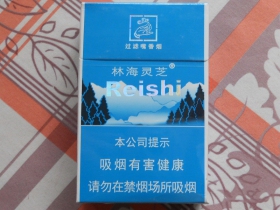 过滤嘴香烟
林海灵芝®
Reishi
本公司提示
吸烟有害健康
请勿在禁烟场所吸烟